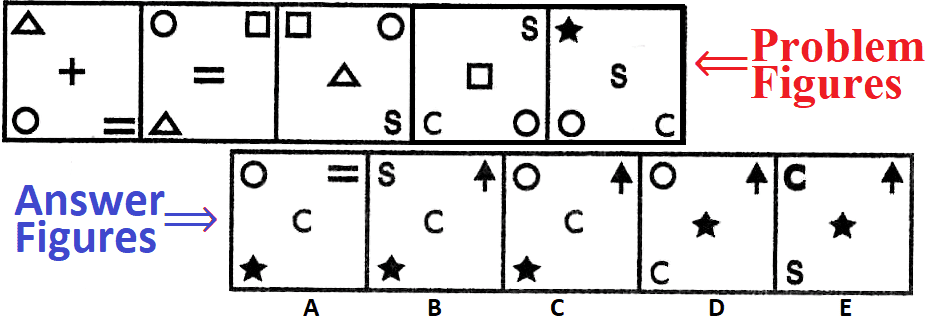 S
+ = S
= S C C
Problem
Figures
Answer
Figures
= S C
C C C
C S
A B C D E